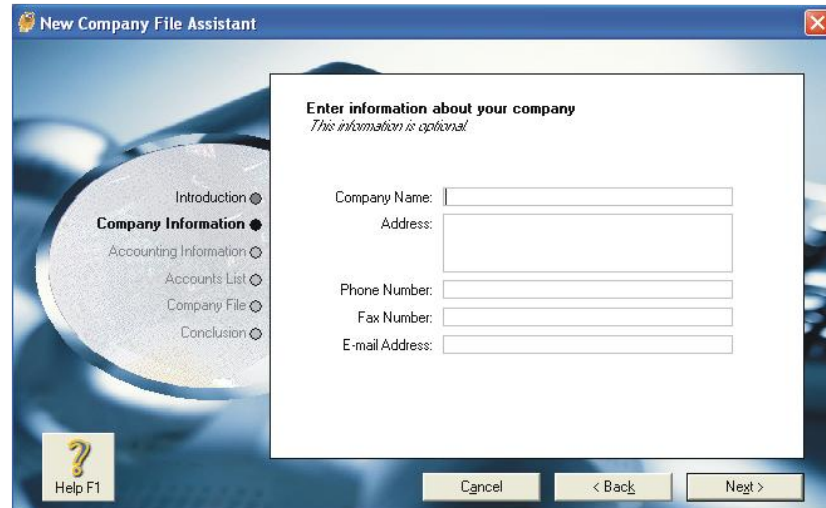 New Company File Assistant
Enter information about your company
This information is optional
Introduction
Company Information
Accounting Information
Accounts List
Company File
Conclusion
Company Name:
Address:
Phone Number:
Fax Number:
E-mail Address:
Help F1
Cancel
< Back
Next >